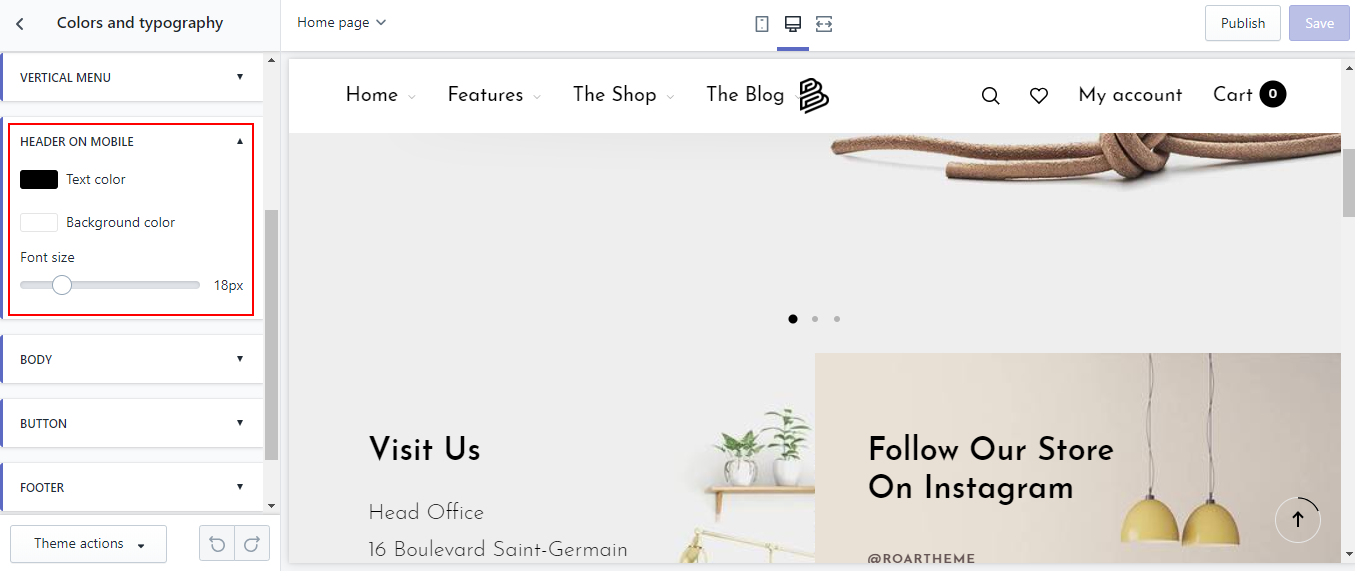 Colors and typography
Home page
Publish
Save
VERTICAL MENU
HEADER ON MOBILE
Text color
Background color
Font size
18px
BODY
BUTTON
FOOTER
Theme actions
Home
Features
The Shop
The Blog
My account
Cart 0
Visit Us
Head Office
16 Boulevard Saint-Germain
Follow Our Store
On Instagram
@ROARTHEME